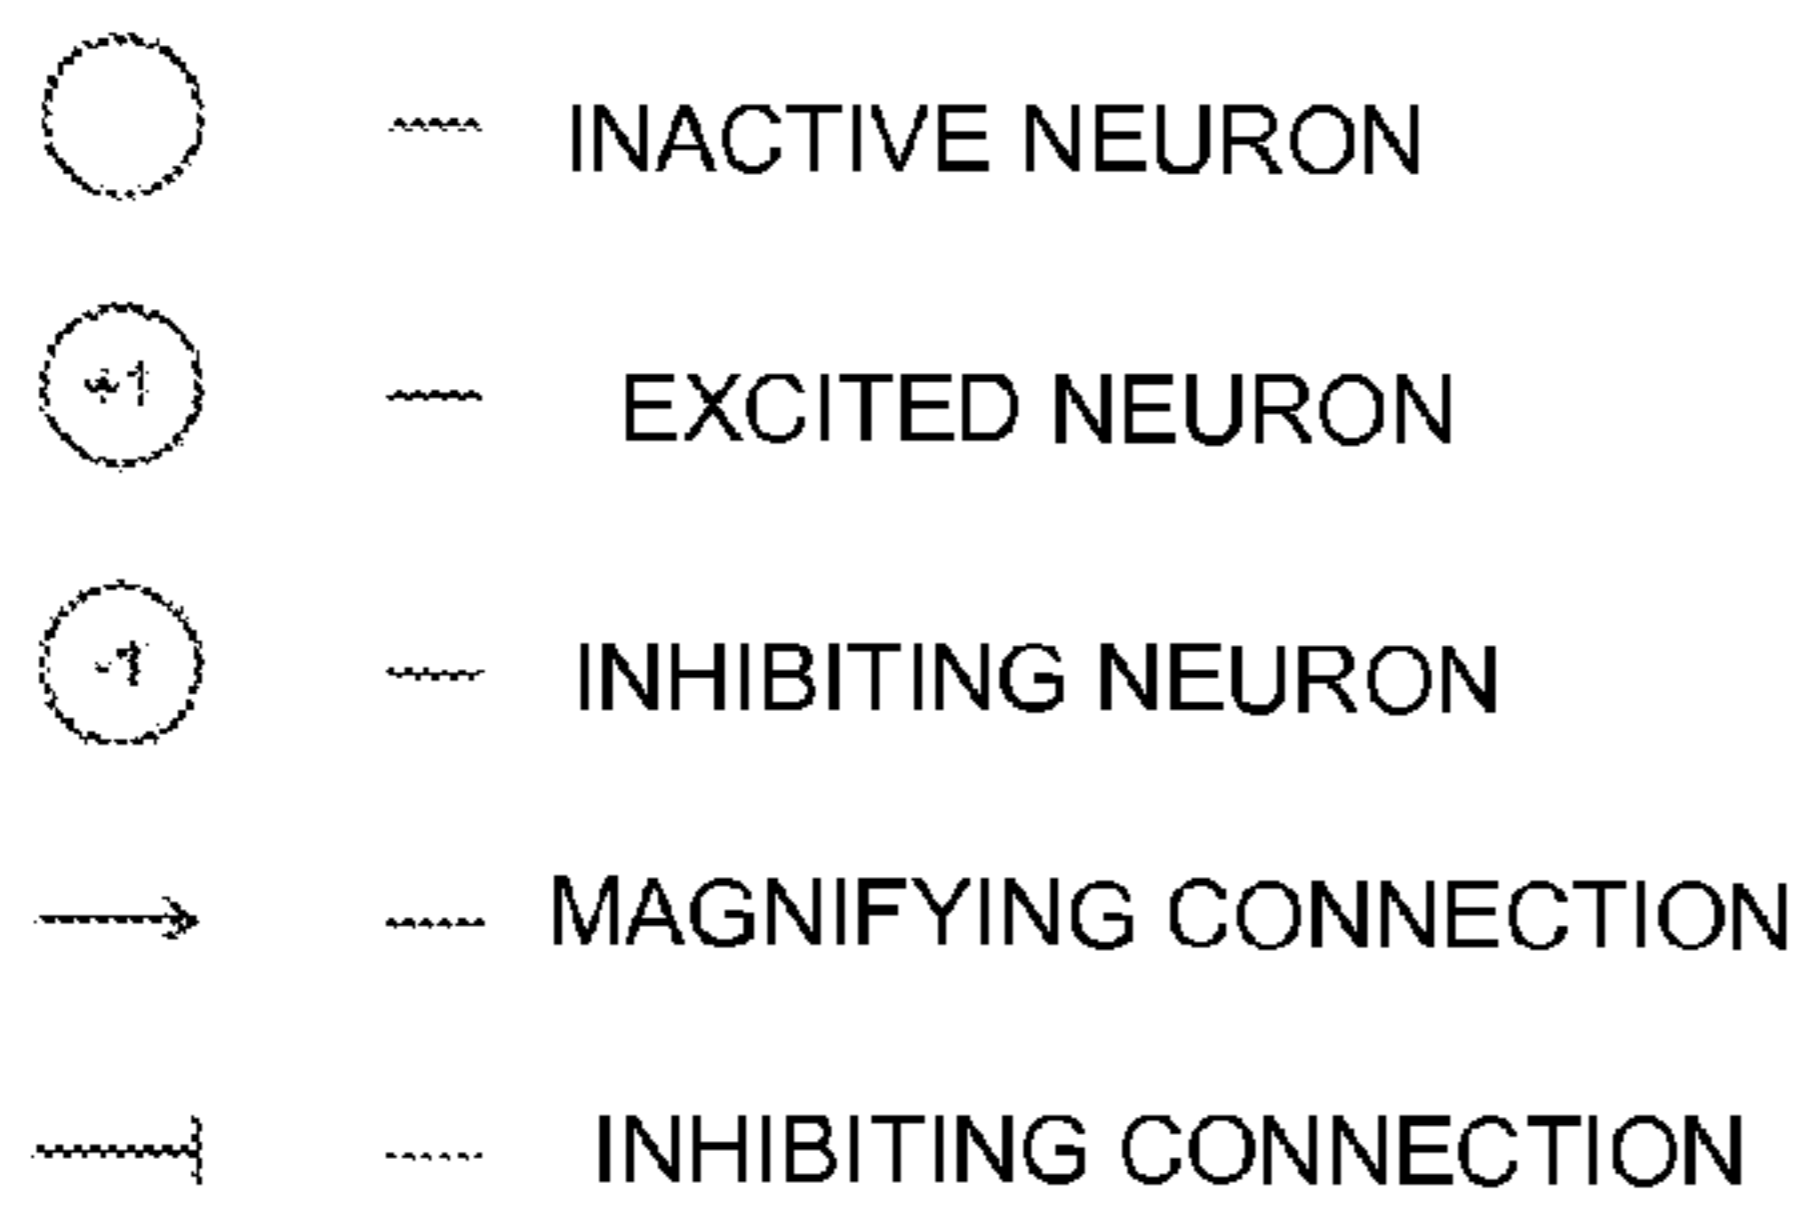 INACTIVE NEURON
+1 EXCITED NEURON
-1 INHIBITING NEURON
MAGNIFYING CONNECTION
INHIBITING CONNECTION